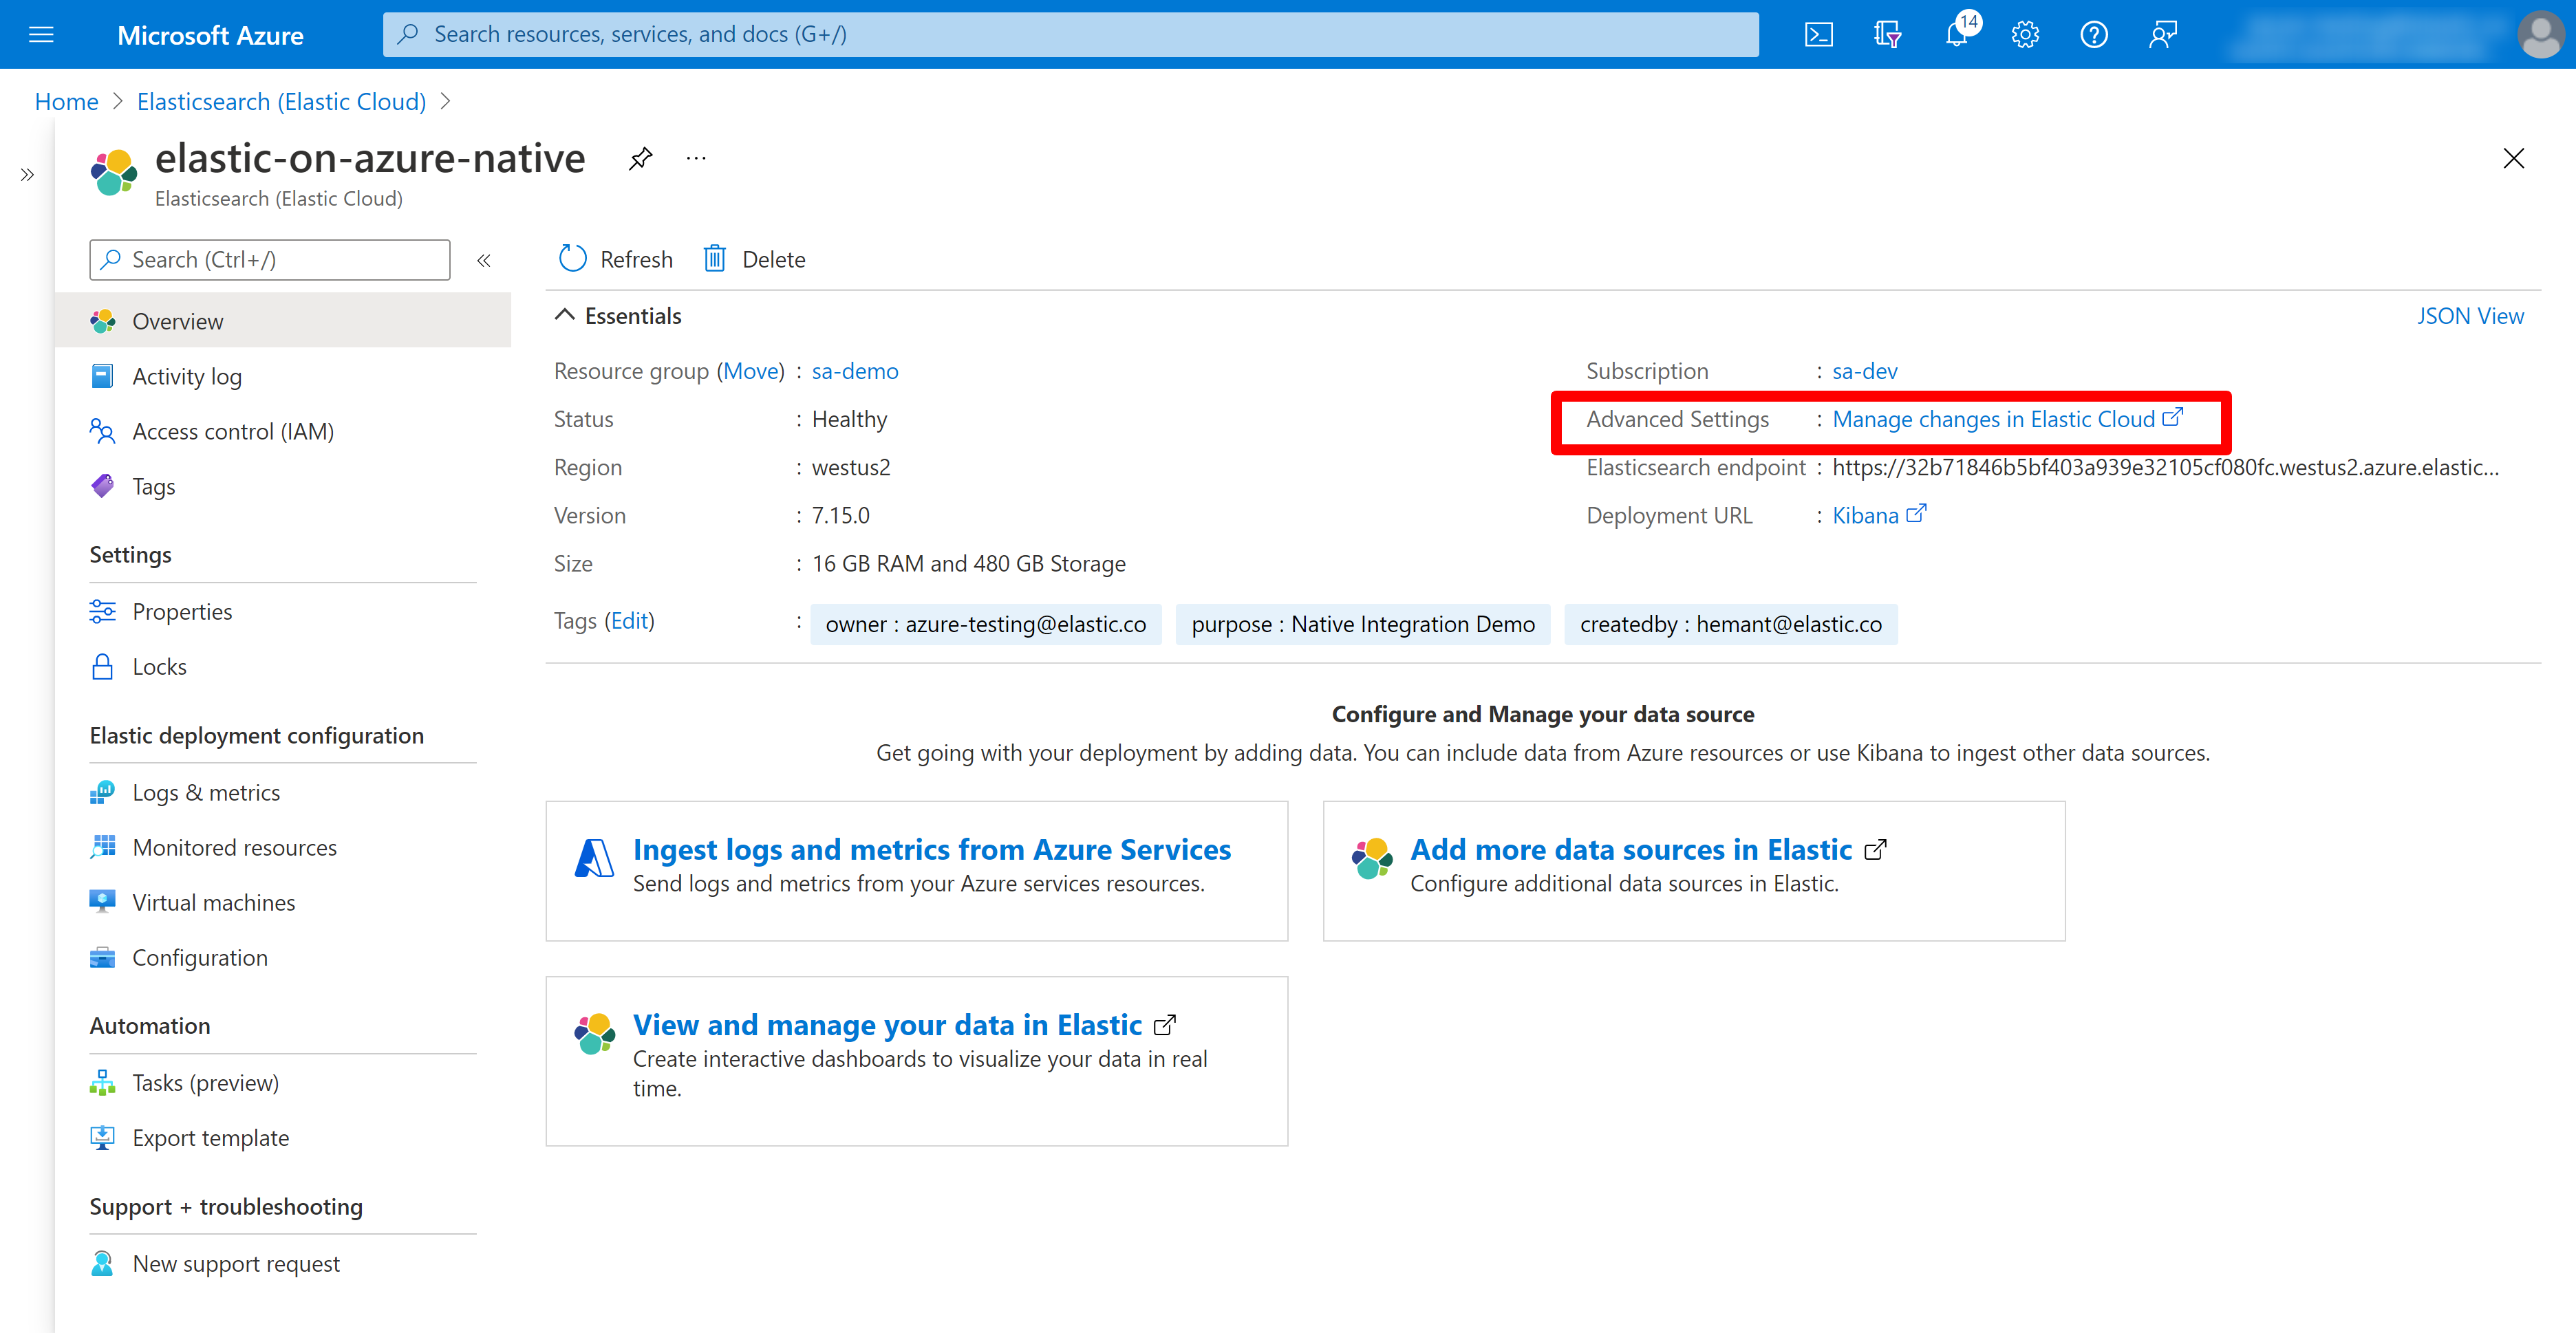 Microsoft Azure
Search resources, services, and docs (G+/)
14
Home > Elasticsearch (Elastic Cloud) >
elastic-on-azure-native
...
Elasticsearch (Elastic Cloud)
Search (Ctrl+/)
«
Refresh
Delete
Overview
Activity log
Access control (IAM)
Tags
Settings
Properties
Locks
Elastic deployment configuration
Logs & metrics
Monitored resources
Virtual machines
Configuration
Automation
Tasks (preview)
Export template
Support + troubleshooting
New support request
Essentials
JSON View
Resource group (Move) : sa-demo
Status : Healthy
Region : westus2
Version : 7.15.0
Size : 16 GB RAM and 480 GB Storage
Subscription : sa-dev
Advanced Settings : Manage changes in Elastic Cloud
Elasticsearch endpoint : https://32b71846b5bf403a939e32105cf080fc.westus2.azure.elastic...
Deployment URL : Kibana
Tags (Edit) : owner : azure-testing@elastic.co purpose : Native Integration Demo createdby : hemant@elastic.co
Configure and Manage your data source
Get going with your deployment by adding data. You can include data from Azure resources or use Kibana to ingest other data sources.
Ingest logs and metrics from Azure Services
Send logs and metrics from your Azure services resources.
Add more data sources in Elastic
Configure additional data sources in Elastic.
View and manage your data in Elastic
Create interactive dashboards to visualize your data in real
time.